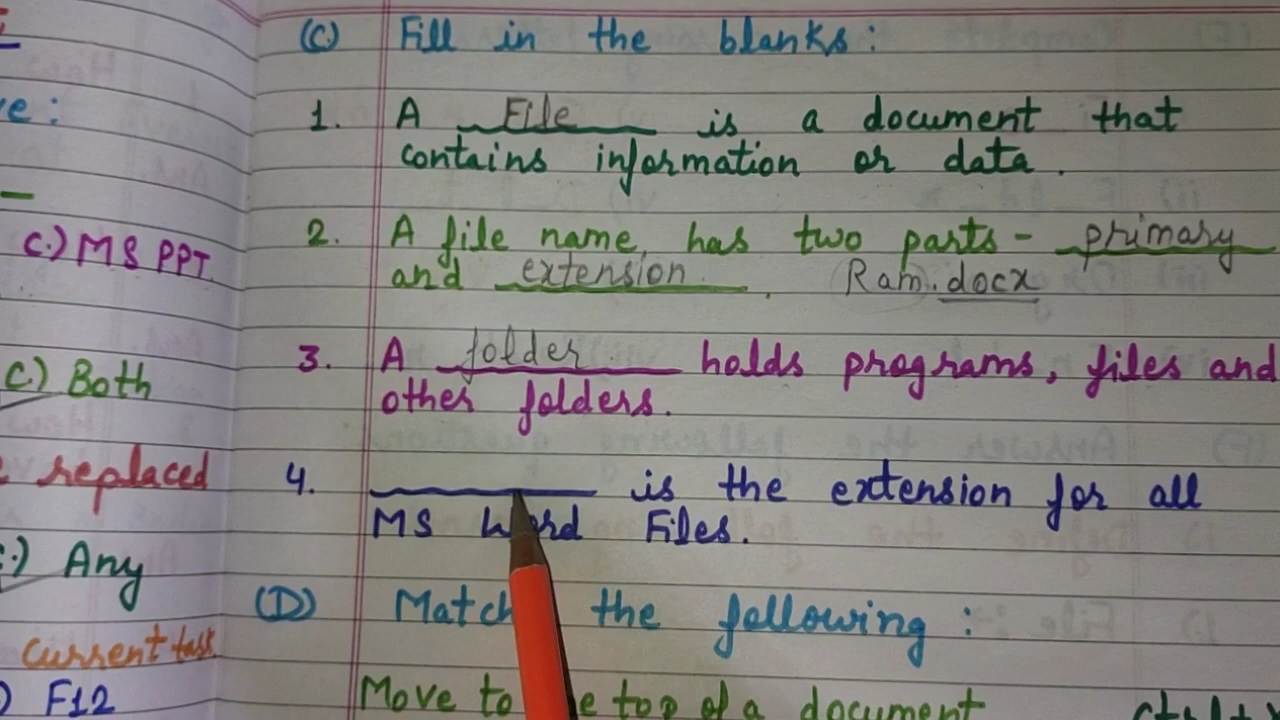 e :
C.) MS PPT
C) Both
replaced
:) Any
current task
) F12
(C) Fill in the blanks :
1. A File is a document that
contains information or data .
2. A file name has two parts - primary
and extension . Ram.docx
3. A folder holds programs, files and
other folders.
4. ________ is the extension for all
MS Word Files.
(D) Match the following :
Move to top of a document